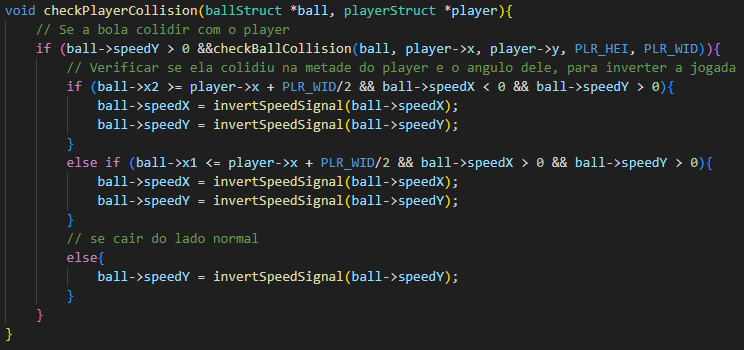 void checkPlayerCollision(ballStruct *ball, playerStruct *player){
    // Se a bola colidir com o player
    if (ball->speedY > 0 &&checkBallCollision(ball, player->x, player->y, PLR_HEI, PLR_WID)){
        // Verificar se ela colidiu na metade do player e o angulo dele, para inverter a jogada
        if (ball->x2 >= player->x + PLR_WID/2 && ball->speedX < 0 && ball->speedY > 0){
            ball->speedX = invertSpeedSignal(ball->speedX);
            ball->speedY = invertSpeedSignal(ball->speedY);
        }
        else if (ball->x1 <= player->x + PLR_WID/2 && ball->speedX > 0 && ball->speedY > 0){
            ball->speedX = invertSpeedSignal(ball->speedX);
            ball->speedY = invertSpeedSignal(ball->speedY);
        }
        // se cair do lado normal
        else{
            ball->speedY = invertSpeedSignal(ball->speedY);
        }
    }
}